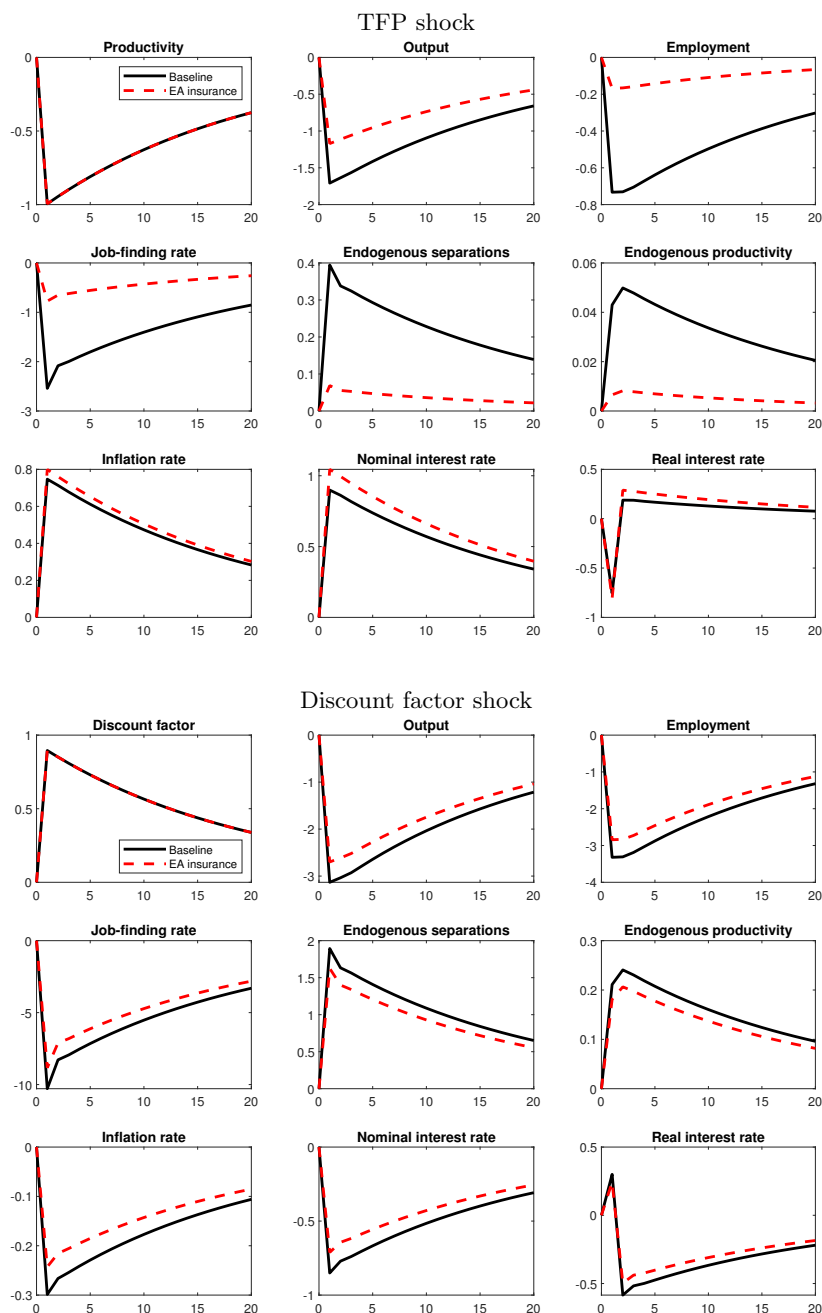 TFP shock
Productivity
Output
Employment
0
-0.5
-1
Baseline
EA insurance
0 5 10 15 20
0
-0.5
-1
-1.5
-2
0 5 10 15 20
0
-0.2
-0.4
-0.6
-0.8
0 5 10 15 20
Job-finding rate
Endogenous separations
Endogenous productivity
0
-1
-2
-3
0 5 10 15 20
0.4
0.3
0.2
0.1
0
0 5 10 15 20
0.06
0.04
0.02
0
0 5 10 15 20
Inflation rate
Nominal interest rate
Real interest rate
0.8
0.6
0.4
0.2
0
0 5 10 15 20
1
0.5
0
0 5 10 15 20
0.5
0
-0.5
-1
0 5 10 15 20
Discount factor shock
Discount factor
Output
Employment
1
0.5
0
Baseline
EA insurance
0 5 10 15 20
0
-1
-2
-3
0 5 10 15 20
0
-1
-2
-3
-4
0 5 10 15 20
Job-finding rate
Endogenous separations
Endogenous productivity
0
-5
-10
0 5 10 15 20
2
1.5
1
0.5
0
0 5 10 15 20
0.3
0.2
0.1
0
0 5 10 15 20
Inflation rate
Nominal interest rate
Real interest rate
0
-0.1
-0.2
-0.3
0 5 10 15 20
0
-0.5
-1
0 5 10 15 20
0.5
0
-0.5
0 5 10 15 20